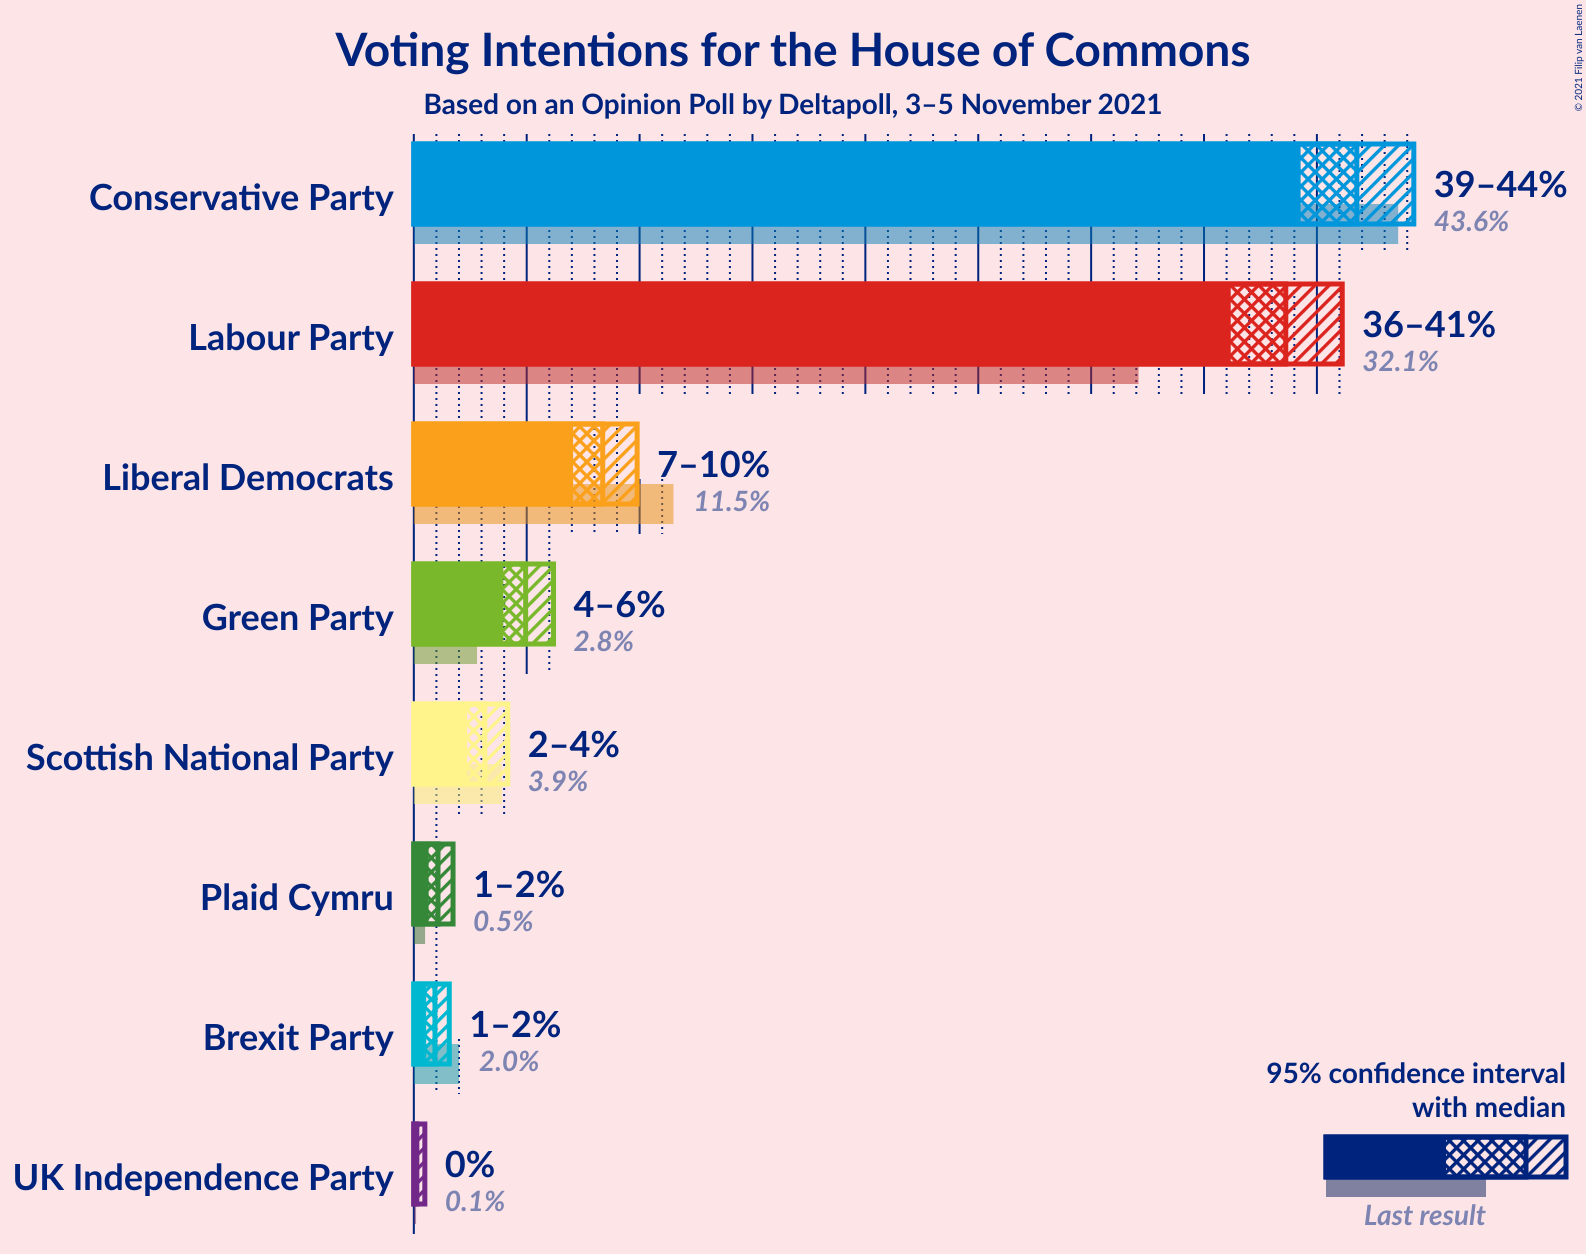 Voting Intentions for the House of Commons
Based on an Opinion Poll by Deltapoll, 3–5 November 2021
© 2021 Filip van Laenen
Conservative Party
39–44%
43.6%
Labour Party
36–41%
32.1%
Liberal Democrats
7–10%
11.5%
Green Party
4–6%
2.8%
Scottish National Party
2–4%
3.9%
Plaid Cymru
1–2%
0.5%
Brexit Party
1–2%
2.0%
UK Independence Party
0%
0.1%
95% confidence interval
with median
Last result